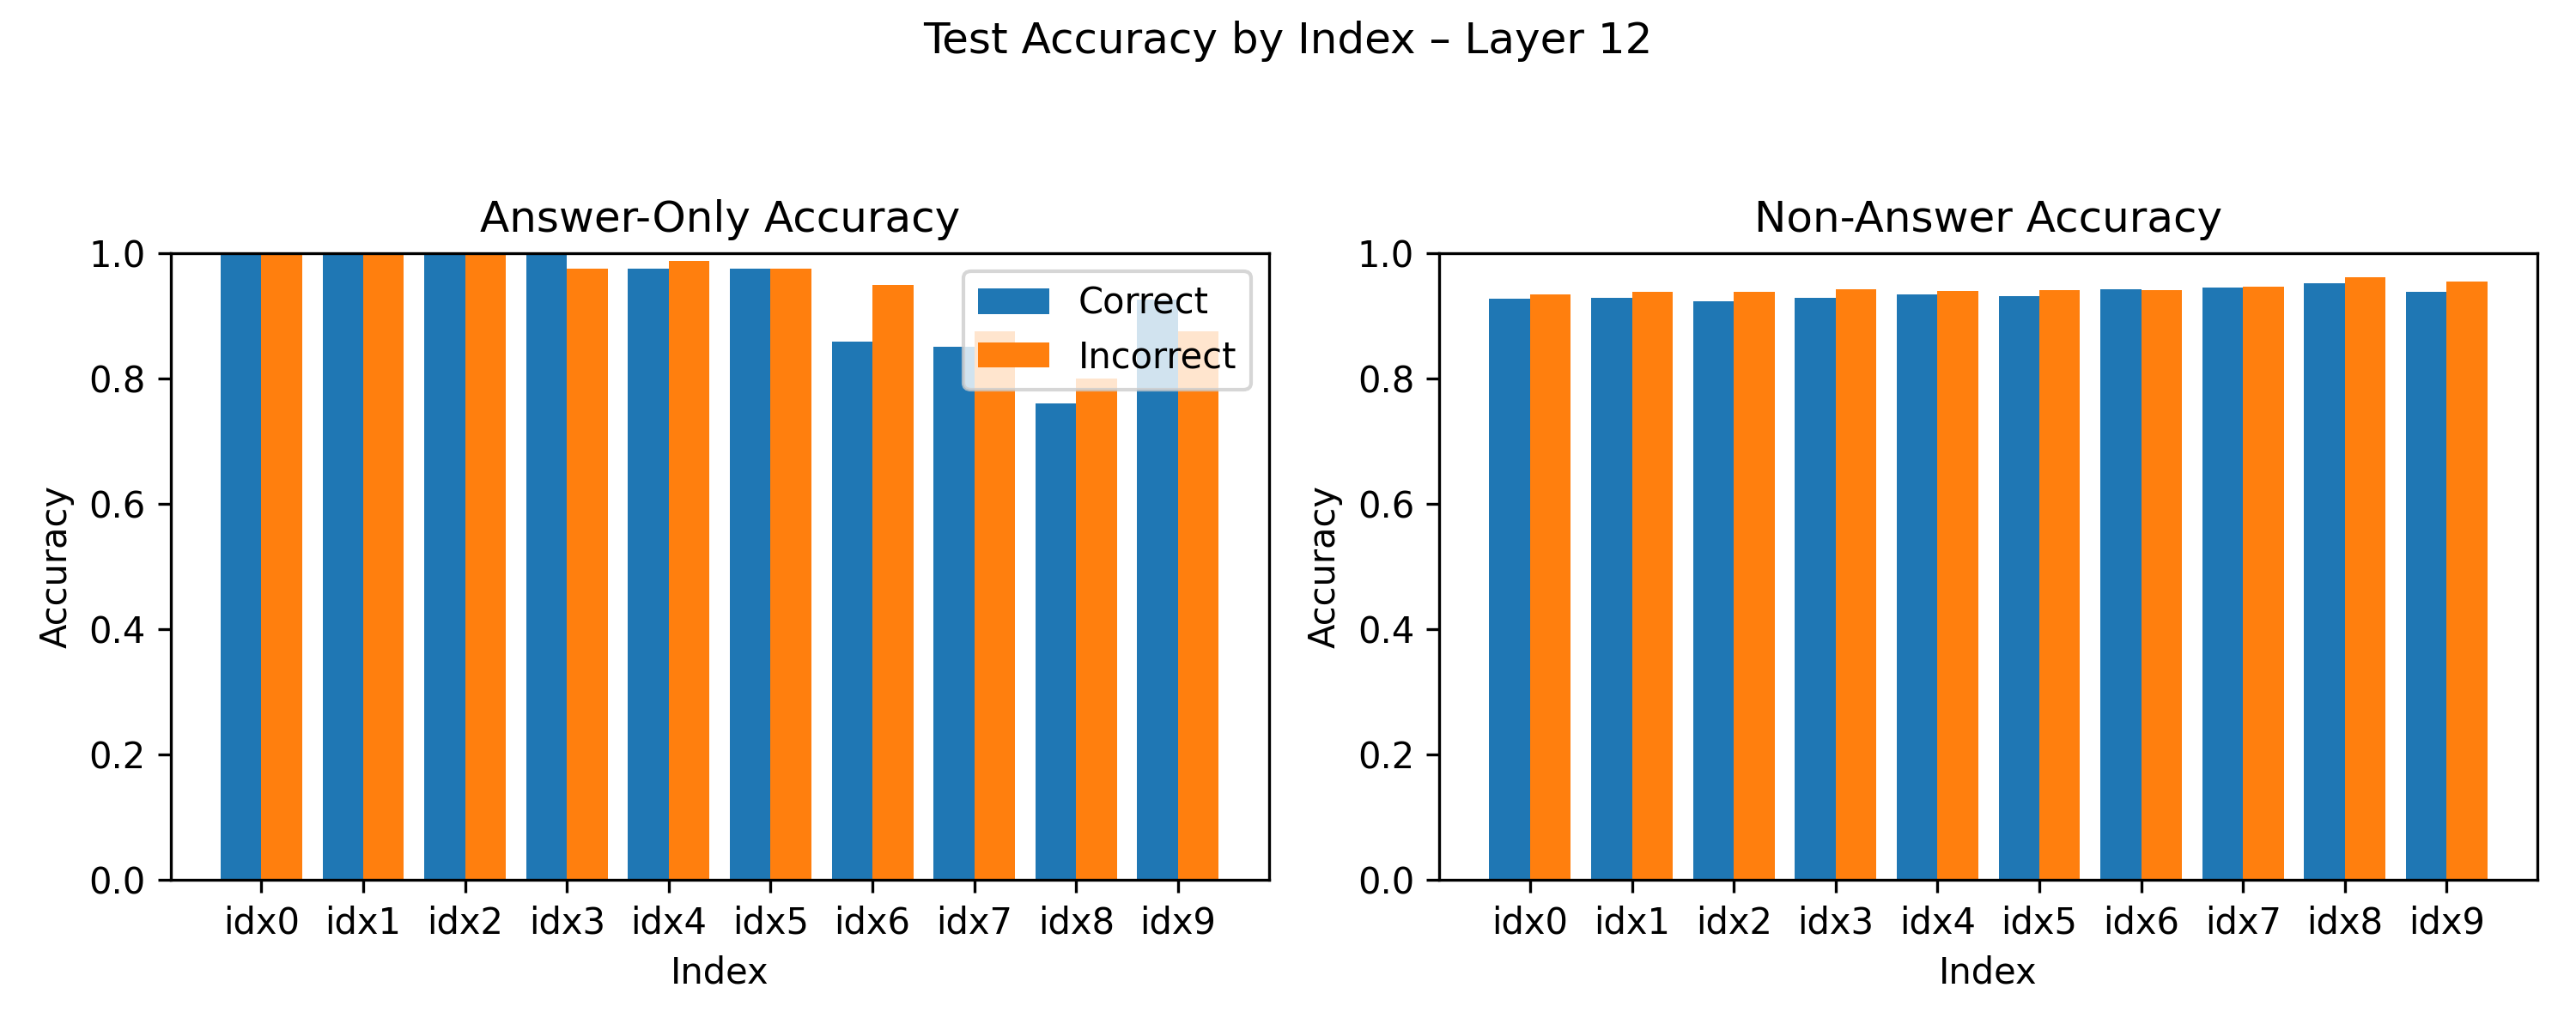 Test Accuracy by Index – Layer 12
Answer-Only Accuracy
1.0
0.8
0.6
0.4
0.2
0.0
Accuracy
Correct
Incorrect
idx0 idx1 idx2 idx3 idx4 idx5 idx6 idx7 idx8 idx9
Index
Non-Answer Accuracy
1.0
0.8
0.6
0.4
0.2
0.0
Accuracy
idx0 idx1 idx2 idx3 idx4 idx5 idx6 idx7 idx8 idx9
Index